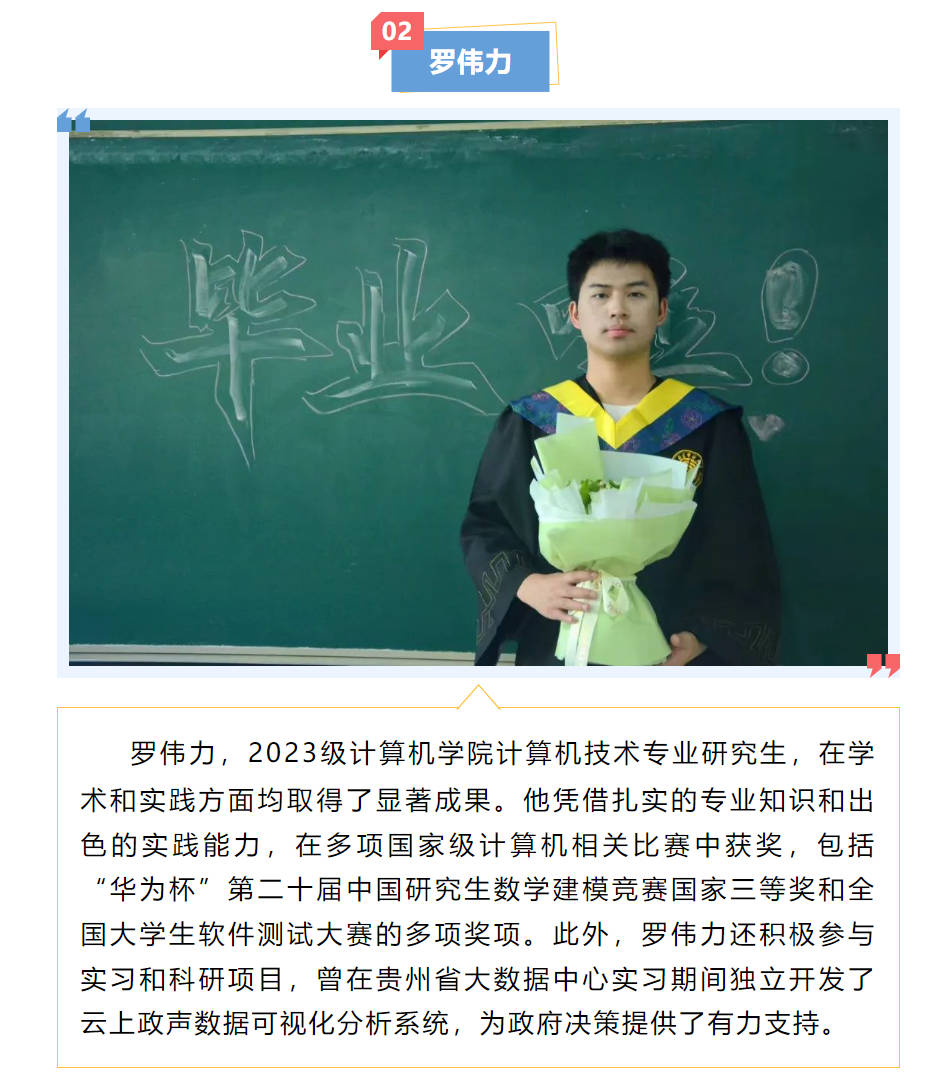 02
罗伟力
毕业啦!
罗伟力，2023级计算机学院计算机技术专业研究生，在学
术和实践方面均取得了显著成果。他凭借扎实的专业知识和出
色的实践能力，在多项国家级计算机相关比赛中获奖，包括
“华为杯”第二十届中国研究生数学建模竞赛国家三等奖和全
国大学生软件测试大赛的多项奖项。此外，罗伟力还积极参与
实习和科研项目，曾在贵州省大数据中心实习期间独立开发了
云上政声数据可视化分析系统，为政府决策提供了有力支持。